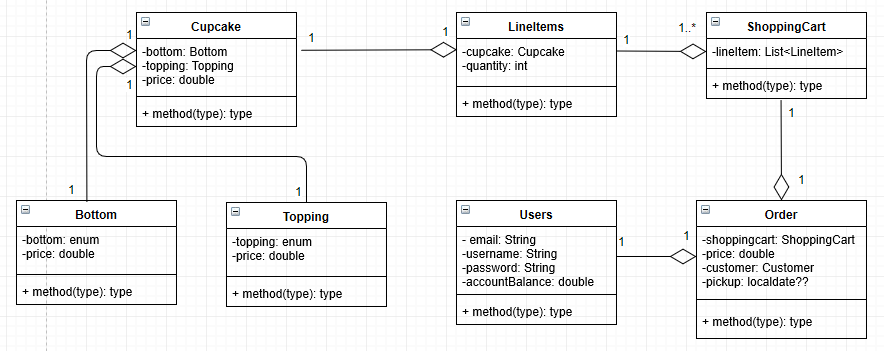 Cupcake
-bottom: Bottom
-topping: Topping
-price: double
+ method(type): type
LineItems
-cupcake: Cupcake
-quantity: int
+ method(type): type
ShoppingCart
-lineItem: List<LineItem>
+ method(type): type
1
1
1
1
1
1..*
1
1
1
1
Bottom
-bottom: enum
-price: double
+ method(type): type
Topping
-topping: enum
-price: double
+ method(type): type
Users
- email: String
-username: String
-password: String
-accountBalance: double
+ method(type): type
1
1
Order
-shoppingcart: ShoppingCart
-price: double
-customer: Customer
-pickup: localdate??
+ method(type): type